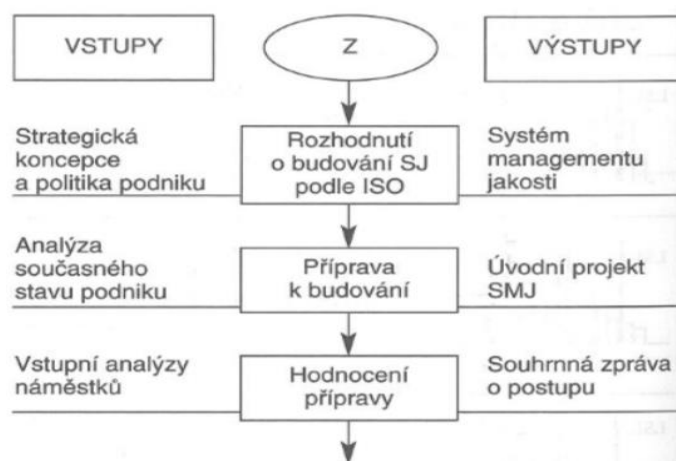 VSTUPY
Z
VÝSTUPY
Strategická
koncepce
a politika podniku
Rozhodnutí
o budování SJ
podle ISO
Systém
managementu
jakosti
Analýza
současného
stavu podniku
Příprava
k budování
Úvodní projekt
SMJ
Vstupní analýzy
náměstků
Hodnocení
přípravy
Souhrnná zpráva
o postupu